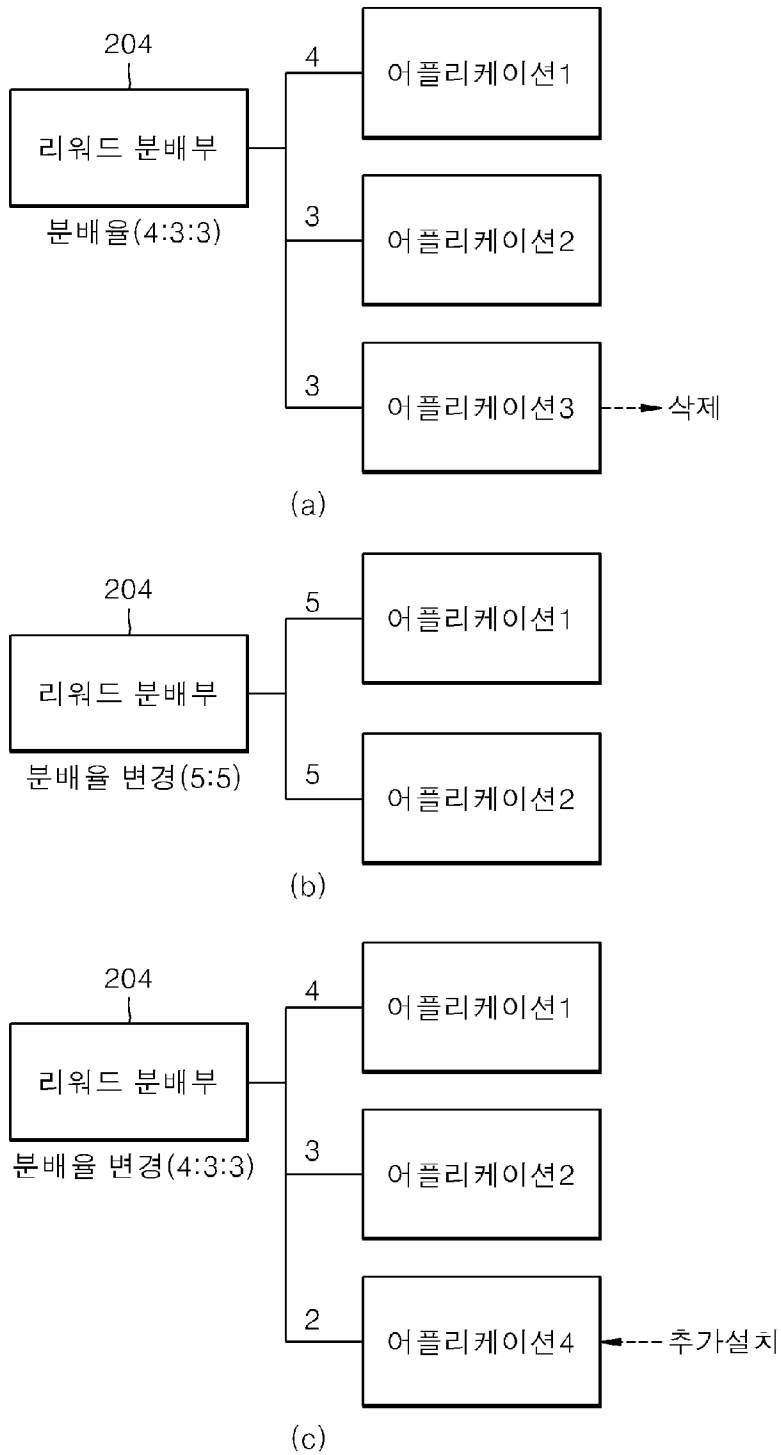 204
리워드 분배부
분배율(4:3:3)
4
어플리케이션1
3
어플리케이션2
3
어플리케이션3
삭제
(a)
204
리워드 분배부
분배율 변경(5:5)
5
어플리케이션1
5
어플리케이션2
(b)
204
리워드 분배부
분배율 변경(4:3:3)
4
어플리케이션1
3
어플리케이션2
2
어플리케이션4
추가설치
(c)